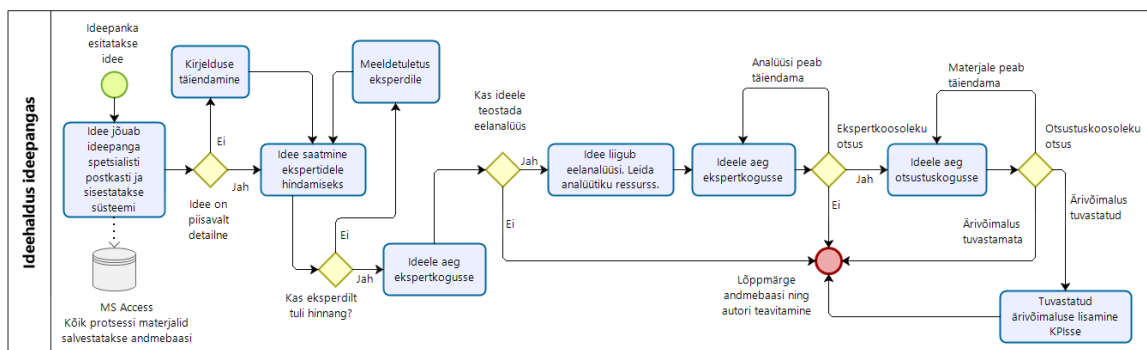 Ideehaldus ideepangas
Ideepanka
esitatakse
idee
Idee jõuab
ideepanga
spetsialisti
postkasti ja
sisestatakse
süsteemi
MS Access
Kõik protsessi materjalid
salvestatakse andmebaasi
Kirjelduse
täiendamine
Ei
Jah
Idee on
piisavalt
detailne
Idee saatmine
ekspertidele
hindamiseks
Meeldetuletus
eksperdile
Ei
Jah
Kas eksperdilt
tuli hinnang?
Ideele aeg
ekspertkogusse
Kas ideele
teostada
eelanalüüs
Jah
Ei
Idee liigub
eelanalüüsi. Leida
analüütiku ressurss.
Analüüsi peab
täiendama
Ideele aeg
ekspertkogusse
Ekspertkoosoleku
otsus
Jah
Ei
Materjale peab
täiendama
Ideele aeg
otsustuskogusse
Otsustuskoosoleku
otsus
Ärivõimalus
tuvastatud
Ärivõimalus
tuvastamata
Lõppmärge
andmebaasi ning
autori teavitamine
Tuvastatud
ärivõimaluse lisamine
KPIsse